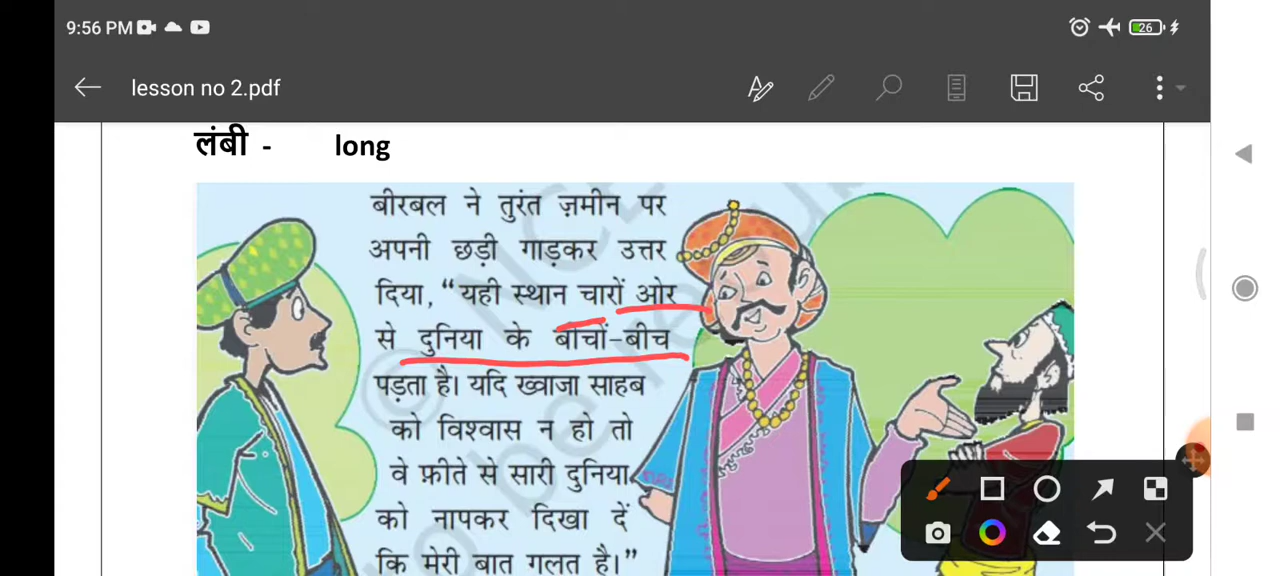 9:56 PM
26
lesson no 2.pdf
लंबी - long
बीरबल ने तुरंत ज़मीन पर
अपनी छड़ी गाड़कर उत्तर
दिया, “यही स्थान चारों ओर
से दुनिया के बीचों-बीच
पड़ता है। यदि ख्वाजा साहब
को विश्वास न हो तो
वे फ़ीते से सारी दुनिया
को नापकर दिखा दें
कि मेरी बात गलत है।”